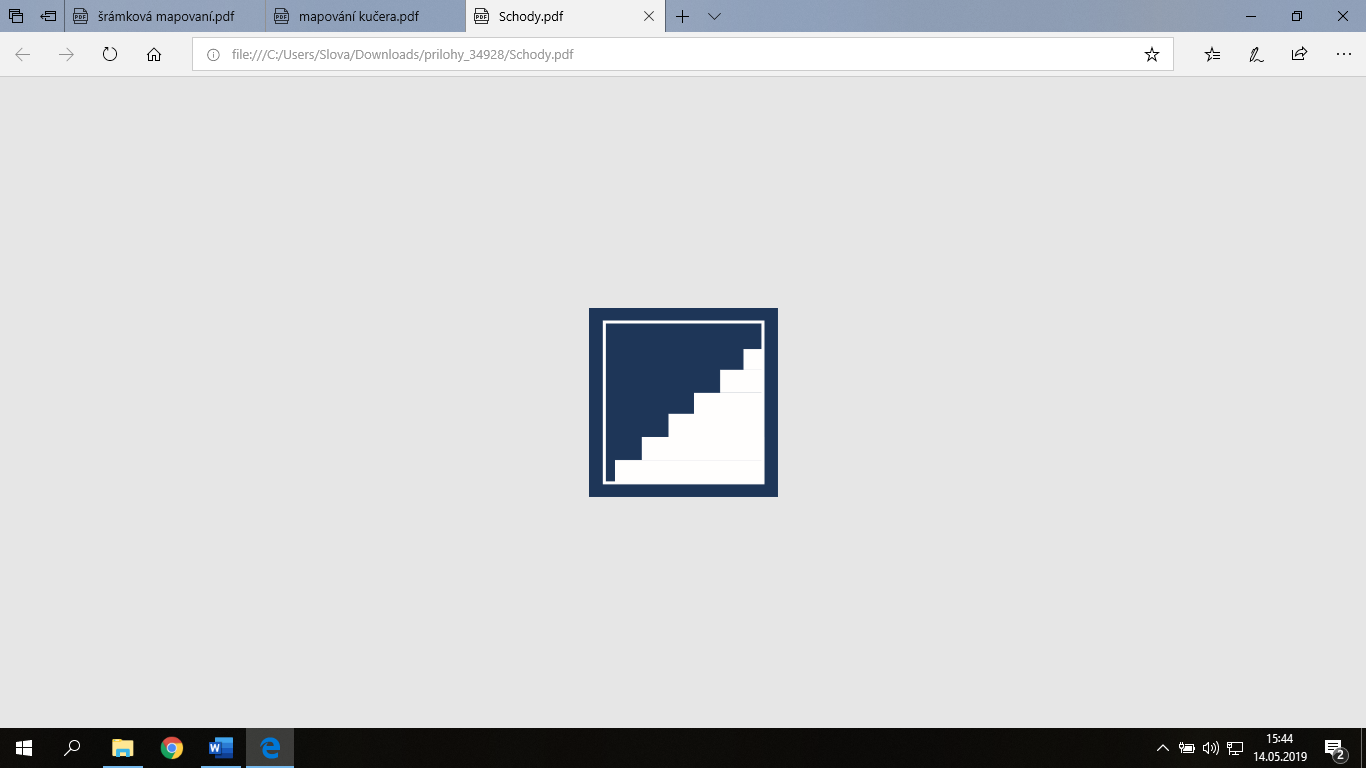 šrámková mapovaní.pdf
mapování kučera.pdf
Schody.pdf
file:///C:/Users/Slova/Downloads/prilohy_34928/Schody.pdf
15:44
14.05.2019
2